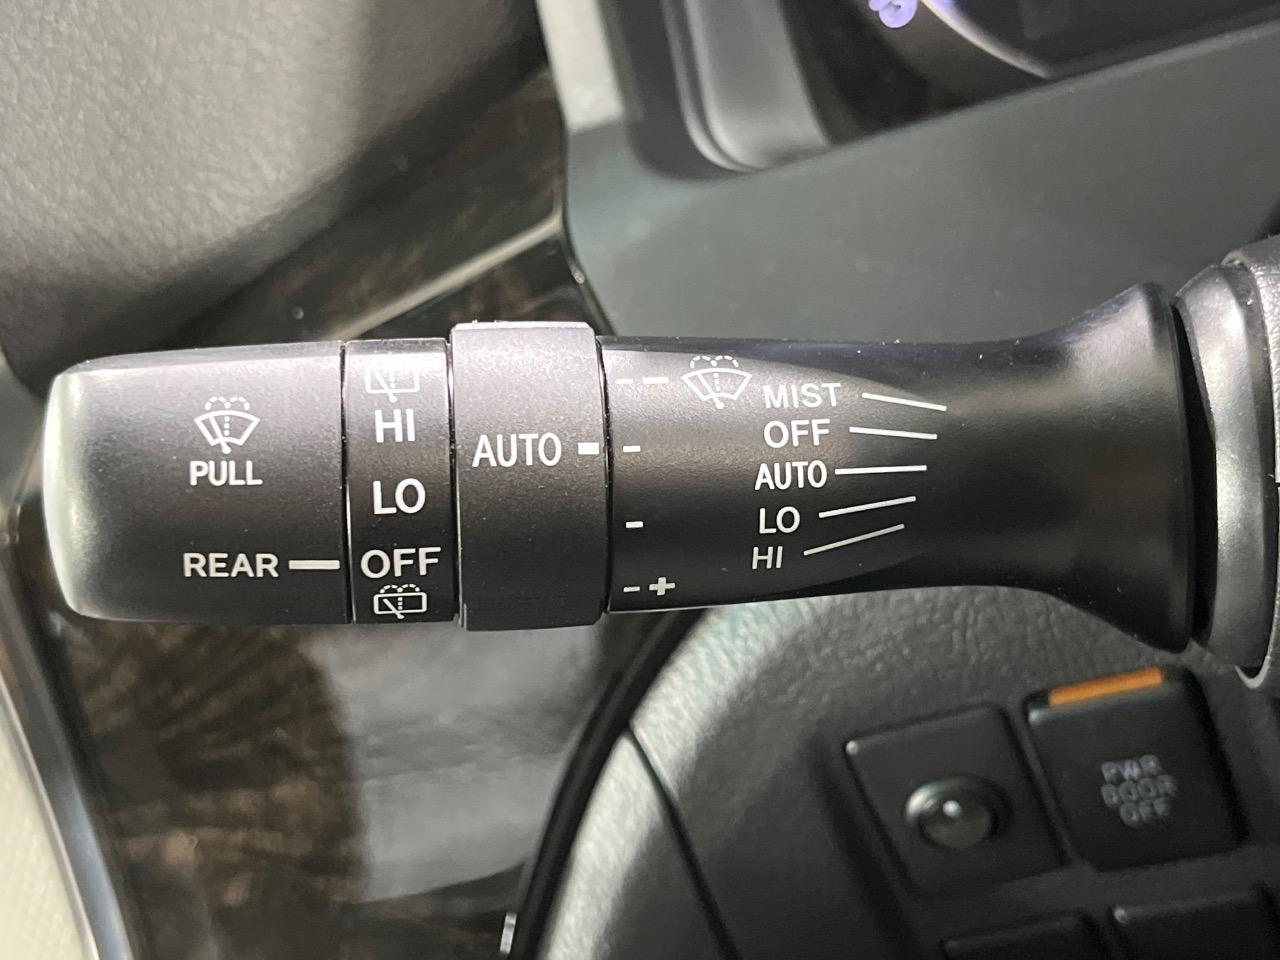 PULL
REAR
HI
LO
OFF
AUTO
- -
-
-
- +
MIST
OFF
AUTO
LO
HI
PWR
DOOR
OFF